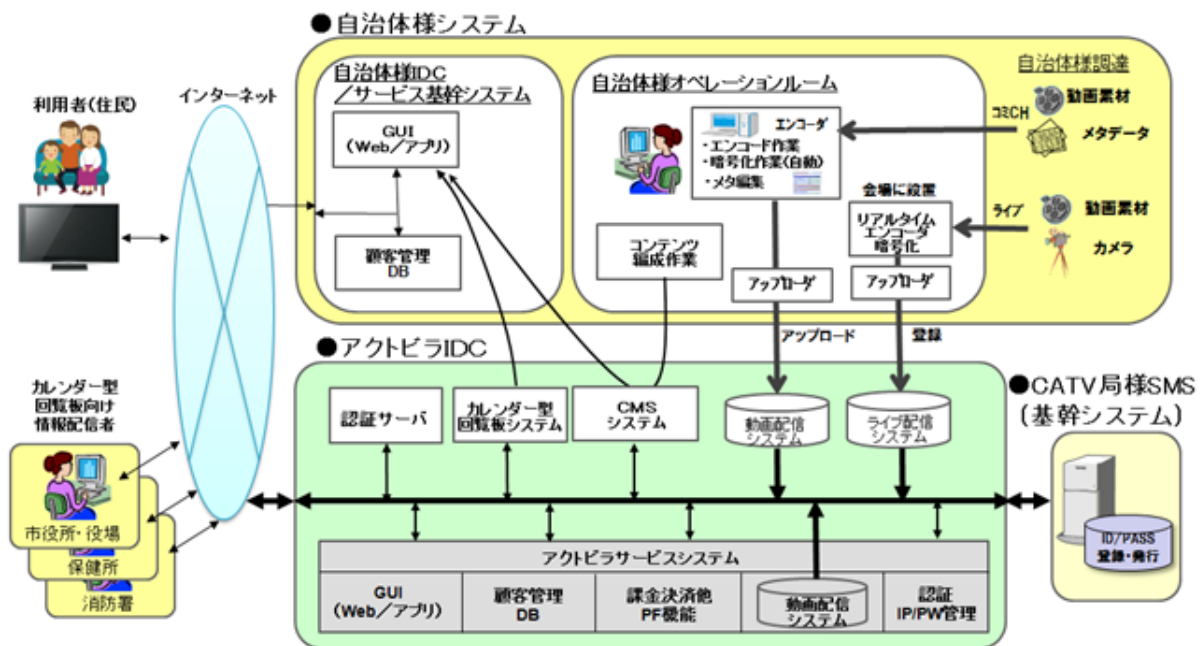 ●自治体様システム
自治体様IDC
／サービス基幹システム
GUI
(Web／アプリ)
顧客管理
DB
自治体様オペレーションルーム
エンコーダ
・エンコード作業
・暗号化作業(自動)
・メタ編集
コンテンツ
編成作業
アップローダ
会場に設置
リアルタイム
エンコーダ
暗号化
アップローダ
自治体様調達
コミCH
動画素材
メタデータ
ライブ
動画素材
カメラ
利用者(住民)
インターネット
アップロード
登録
●アクトビラIDC
認証サーバ
カレンダー型
回覧板システム
CMS
システム
動画配信
システム
ライブ配信
システム
アクトビラサービスシステム
GUI
(Web／アプリ)
顧客管理
DB
課金決済他
PF機能
動画配信
システム
認証
IP/PW管理
●CATV局様SMS
(基幹システム)
ID/PASS
登録・発行
カレンダー型
回覧板向け
情報配信者
市役所・役場
保健所
消防署